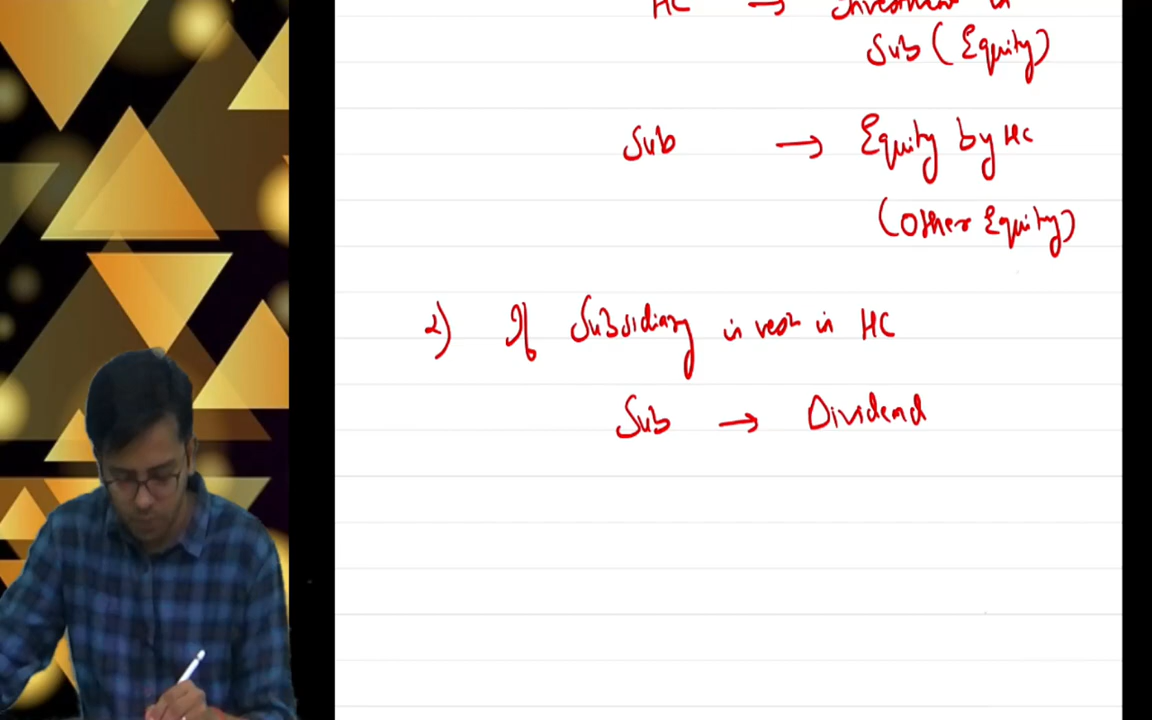 HC → Investment in
Sub (Equity)
Sub → Equity by HC
(Other Equity)
2) If Subsidiary invest in HC
Sub → Dividend